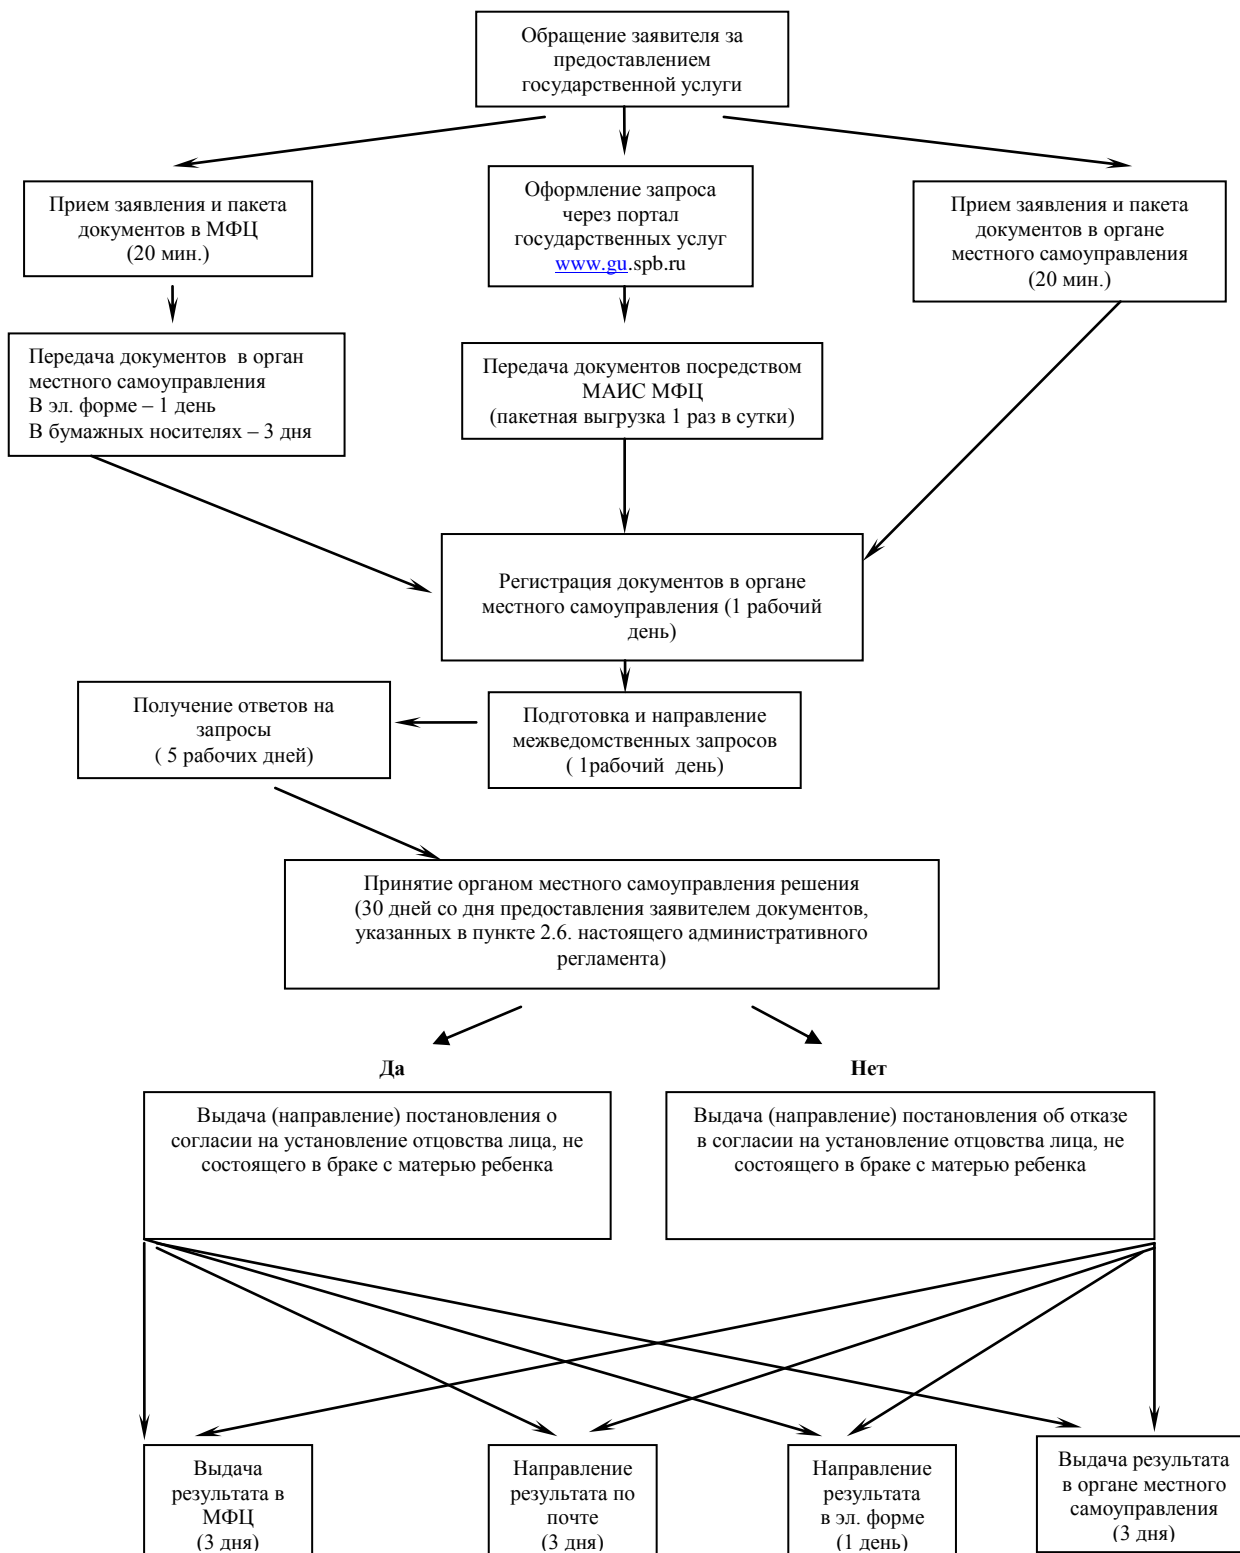 Обращение заявителя за
предоставлением
государственной услуги
Прием заявления и пакета
документов в МФЦ
(20 мин.)
Оформление запроса
через портал
государственных услуг
www.gu.spb.ru
Прием заявления и пакета
документов в органе
местного самоуправления
(20 мин.)
Передача документов в орган
местного самоуправления
В эл. форме – 1 день
В бумажных носителях – 3 дня
Передача документов посредством
МАИС МФЦ
(пакетная выгрузка 1 раз в сутки)
Регистрация документов в органе
местного самоуправления (1 рабочий
день)
Получение ответов на
запросы
( 5 рабочих дней)
Подготовка и направление
межведомственных запросов
( 1рабочий день)
Принятие органом местного самоуправления решения
(30 дней со дня предоставления заявителем документов,
указанных в пункте 2.6. настоящего административного
регламента)
Да
Нет
Выдача (направление) постановления о
согласии на установление отцовства лица, не
состоящего в браке с матерью ребенка
Выдача (направление) постановления об отказе
в согласии на установление отцовства лица, не
состоящего в браке с матерью ребенка
Выдача
результата в
МФЦ
(3 дня)
Направление
результата по
почте
(3 дня)
Направление
результата
в эл. форме
(1 день)
Выдача результата
в органе местного
самоуправления
(3 дня)